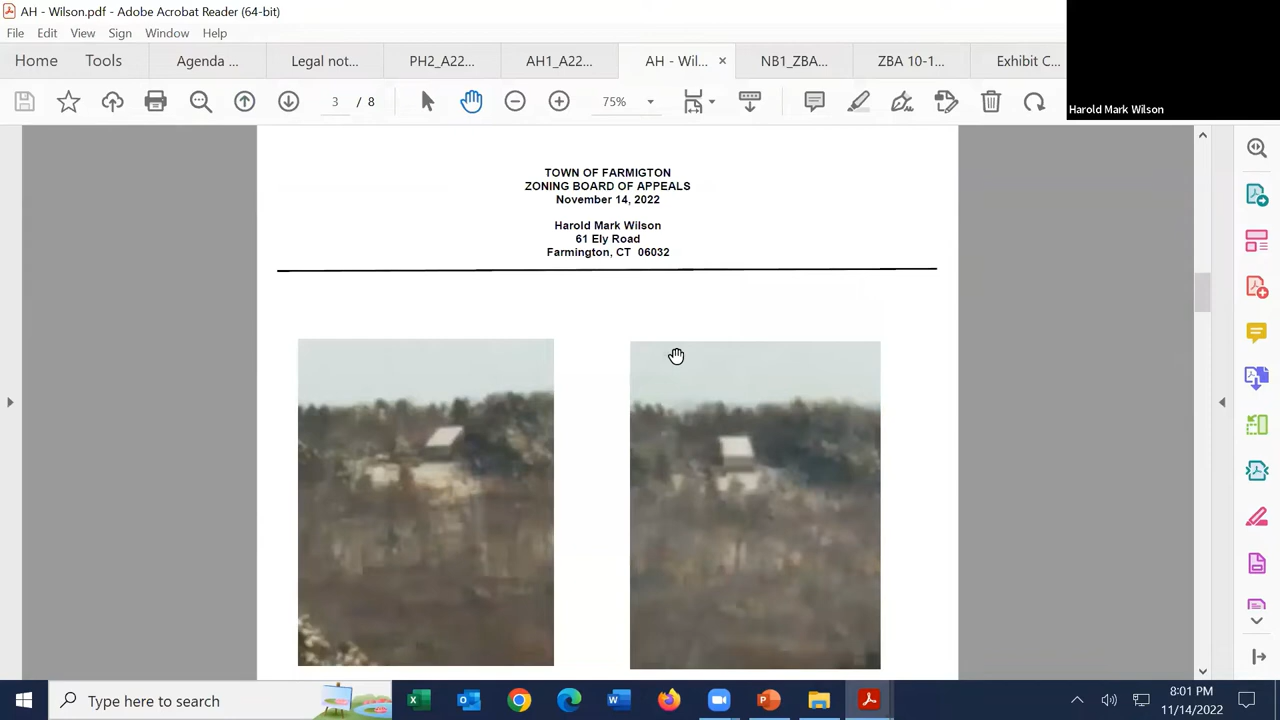 AH - Wilson.pdf - Adobe Acrobat Reader (64-bit)
File Edit View Sign Window Help
Home Tools Agenda ... Legal not... PH2_A22... AH1_A22... AH - Wil... × NB1_ZBA... ZBA 10-1... Exhibit C...
3 / 8 75%
Harold Mark Wilson
TOWN OF FARMIGTON
ZONING BOARD OF APPEALS
November 14, 2022
Harold Mark Wilson
61 Ely Road
Farmington, CT 06032
Type here to search
8:01 PM
11/14/2022